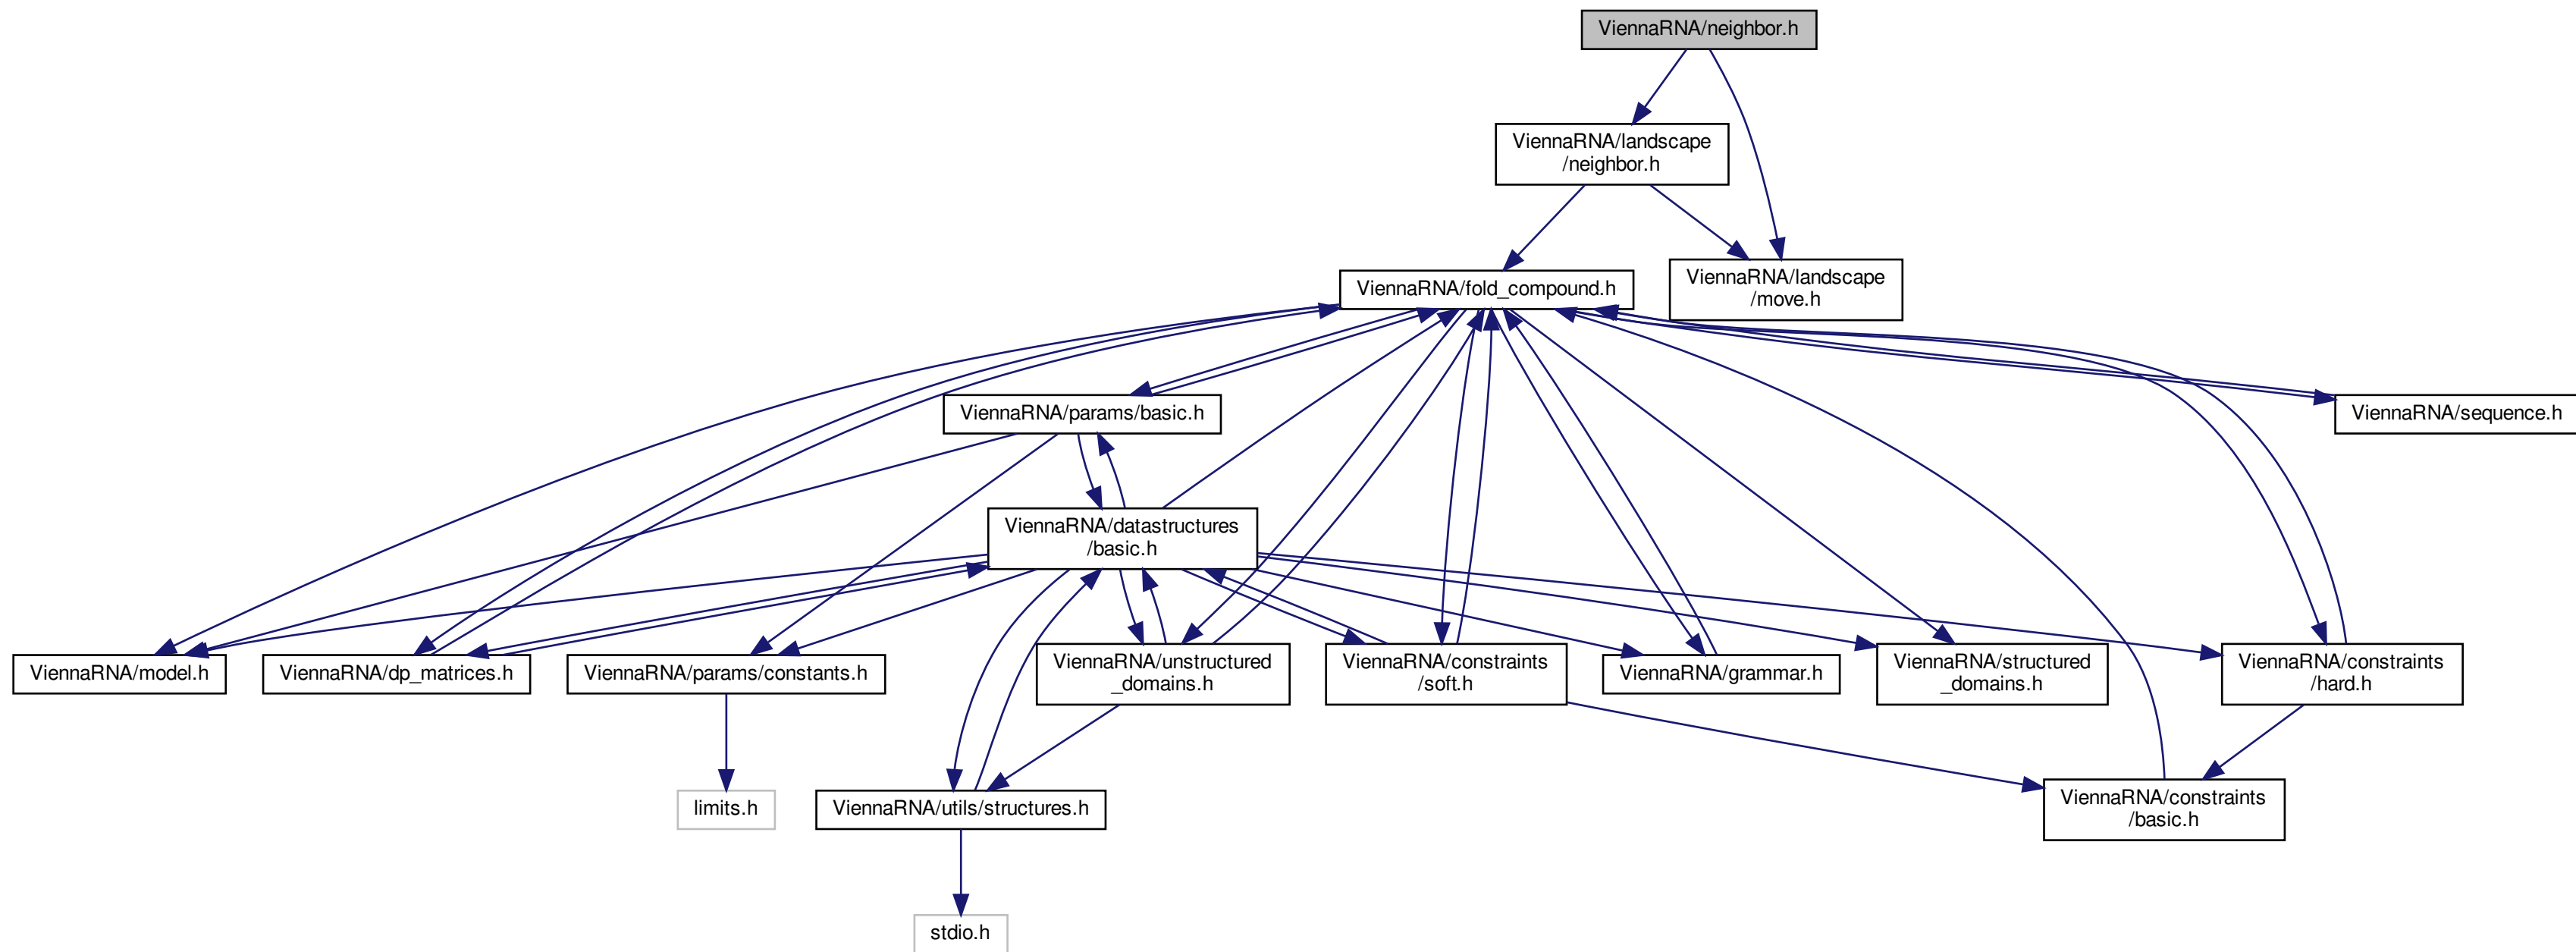 ViennaRNA/neighbor.h
ViennaRNA/landscape
/neighbor.h
ViennaRNA/fold_compound.h
ViennaRNA/landscape
/move.h
ViennaRNA/params/basic.h
ViennaRNA/sequence.h
ViennaRNA/datastructures
/basic.h
ViennaRNA/model.h
ViennaRNA/dp_matrices.h
ViennaRNA/params/constants.h
ViennaRNA/unstructured
_domains.h
ViennaRNA/constraints
/soft.h
ViennaRNA/grammar.h
ViennaRNA/structured
_domains.h
ViennaRNA/constraints
/hard.h
limits.h
ViennaRNA/utils/structures.h
ViennaRNA/constraints
/basic.h
stdio.h